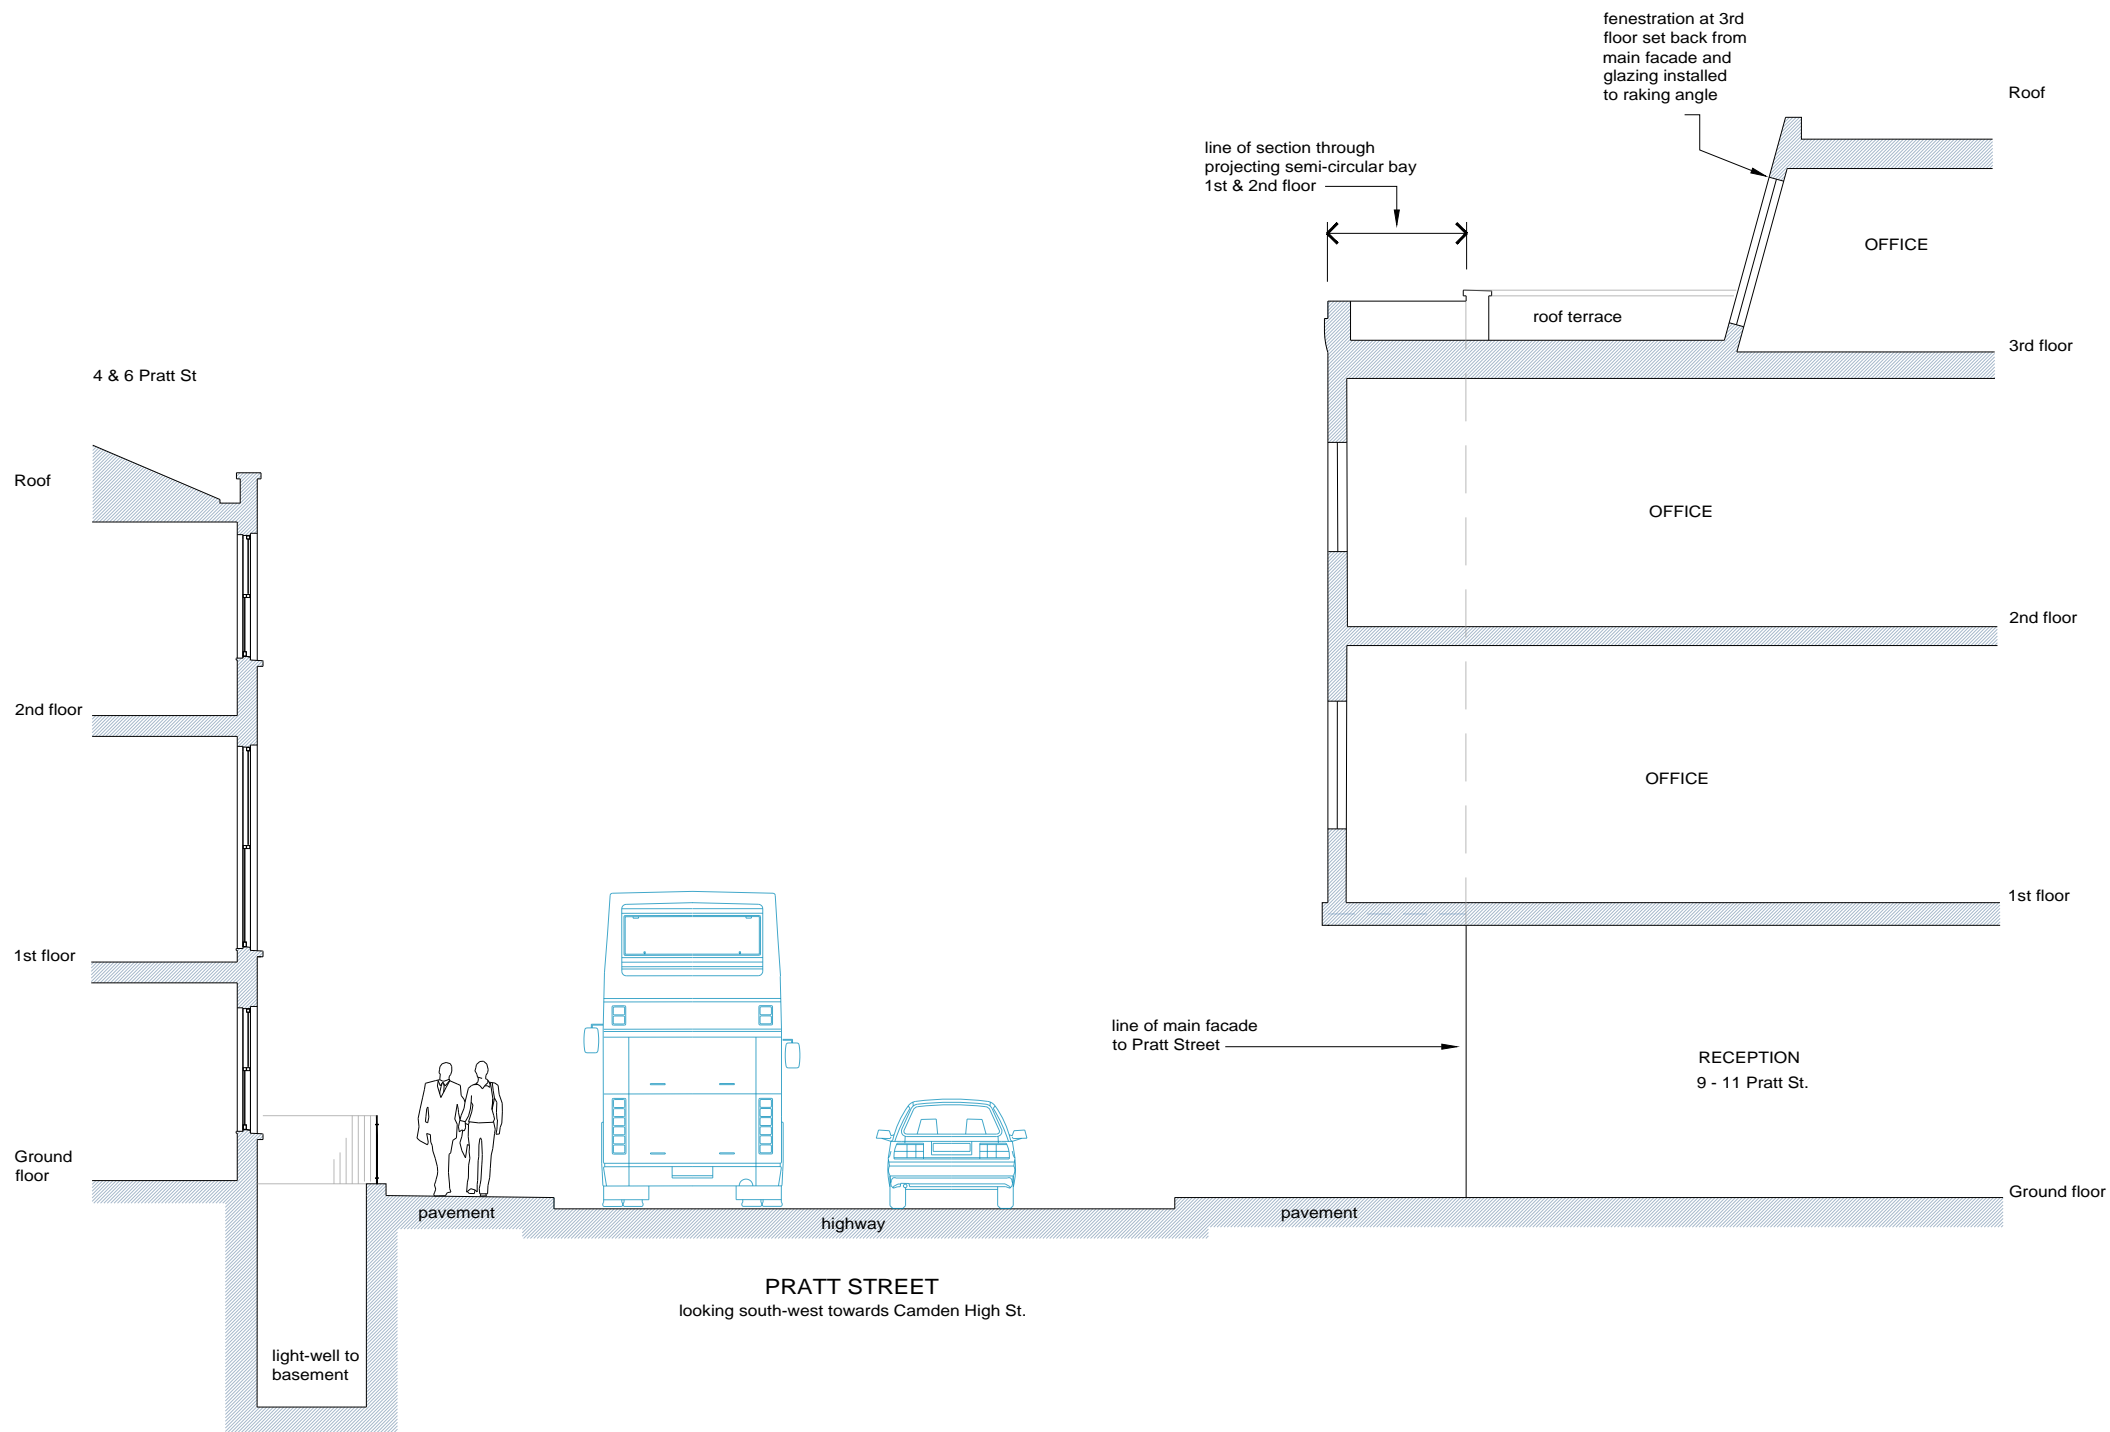 fenestration at 3rd
floor set back from
main facade and
glazing installed
to raking angle
Roof
line of section through
projecting semi-circular bay
1st & 2nd floor
OFFICE
roof terrace
3rd floor
4 & 6 Pratt St
Roof
OFFICE
2nd floor
2nd floor
OFFICE
1st floor
1st floor
line of main facade
to Pratt Street
RECEPTION
9 - 11 Pratt St.
Ground
floor
Ground floor
pavement
highway
pavement
PRATT STREET
looking south-west towards Camden High St.
light-well to
basement